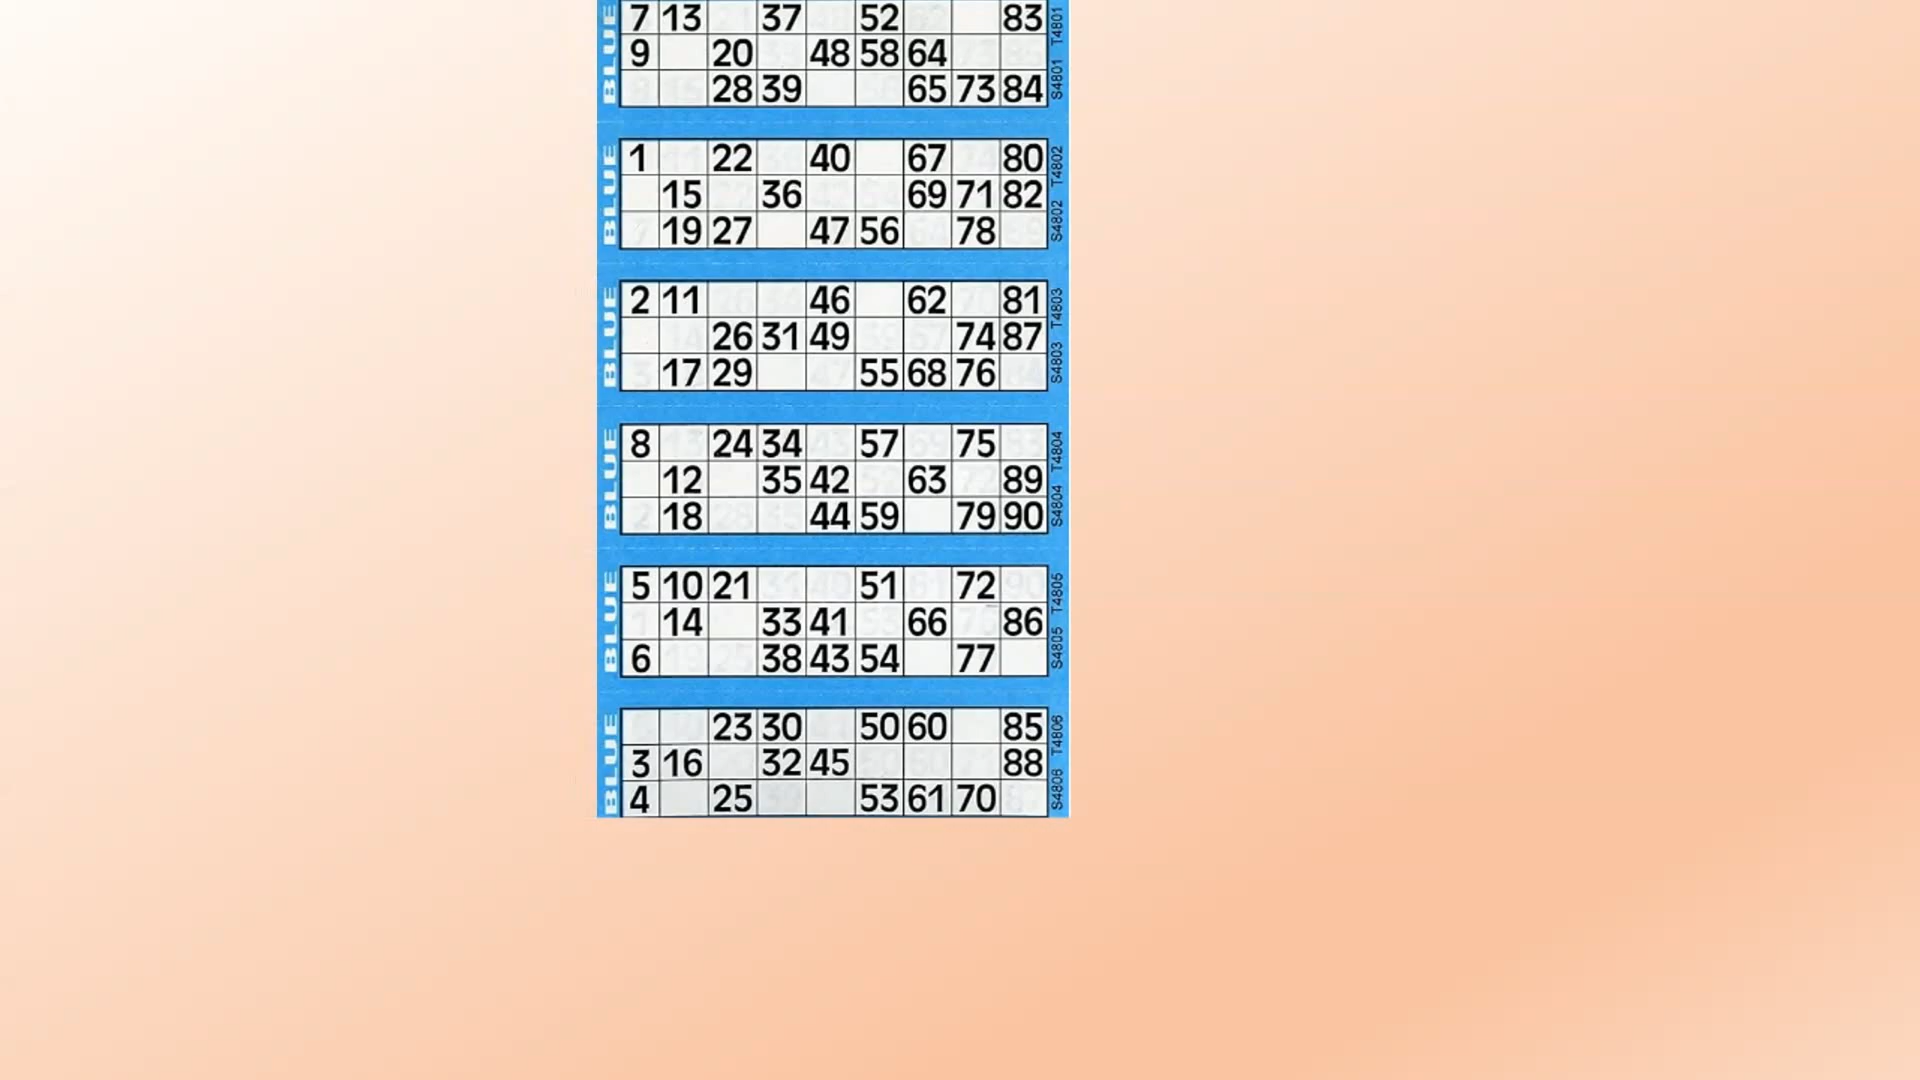 BLUE
7 13 37 52 83
9 20 48 58 64
28 39 65 73 84
S4801 T4801
BLUE
1 22 40 67 80
15 36 69 71 82
19 27 47 56 78
S4802 T4802
BLUE
2 11 46 62 81
26 31 49 74 87
17 29 55 68 76
S4803 T4803
BLUE
8 24 34 57 75
12 35 42 63 89
18 44 59 79 90
S4804 T4804
BLUE
5 10 21 51 72
14 33 41 66 86
6 38 43 54 77
S4805 T4805
BLUE
23 30 50 60 85
3 16 32 45 88
4 25 53 61 70
S4806 T4806